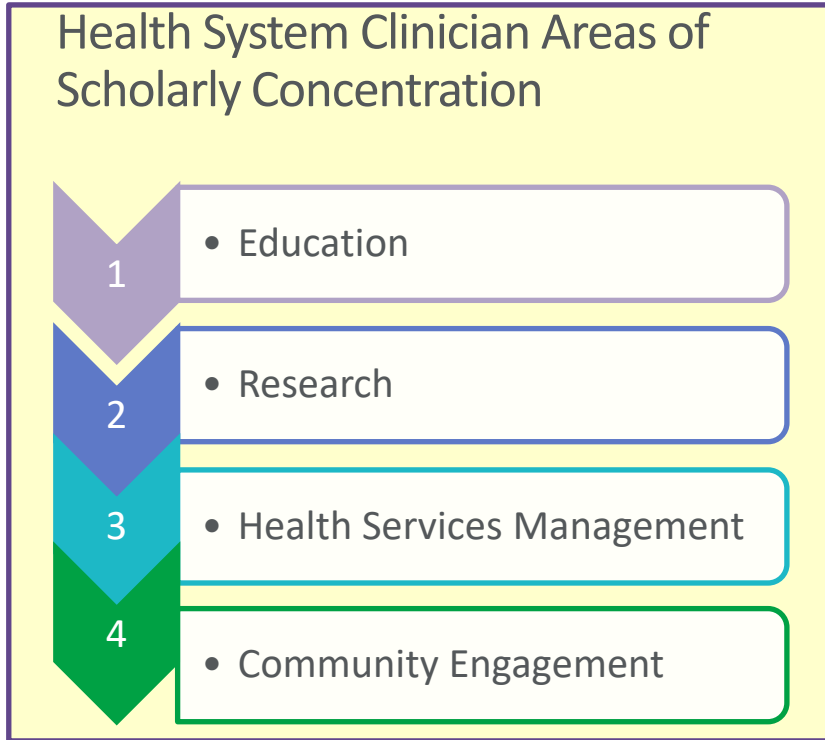 Health System Clinician Areas of
Scholarly Concentration
1
• Education
2
• Research
3
• Health Services Management
4
• Community Engagement